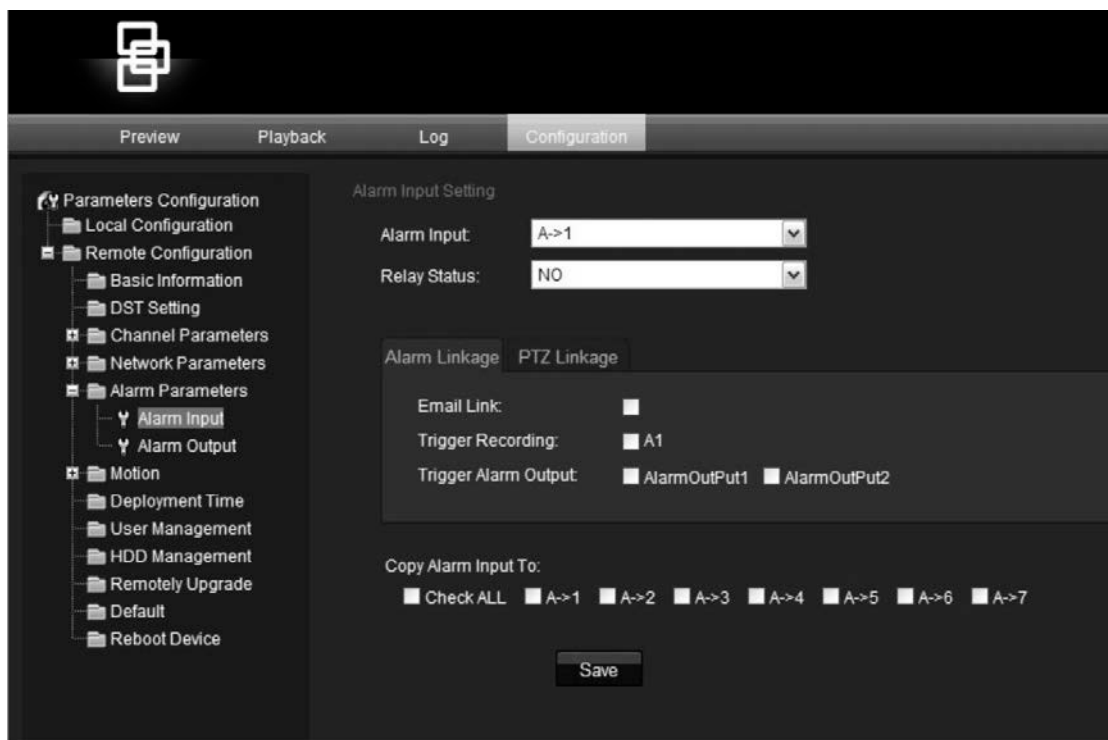 Preview Playback Log Configuration
Parameters Configuration
Local Configuration
Remote Configuration
Basic Information
DST Setting
Channel Parameters
Network Parameters
Alarm Parameters
Alarm Input
Alarm Output
Motion
Deployment Time
User Management
HDD Management
Remotely Upgrade
Default
Reboot Device
Alarm Input Setting
Alarm Input: A->1
Relay Status: NO
Alarm Linkage PTZ Linkage
Email Link:
Trigger Recording: A1
Trigger Alarm Output: AlarmOutPut1 AlarmOutPut2
Copy Alarm Input To:
Check ALL A->1 A->2 A->3 A->4 A->5 A->6 A->7
Save